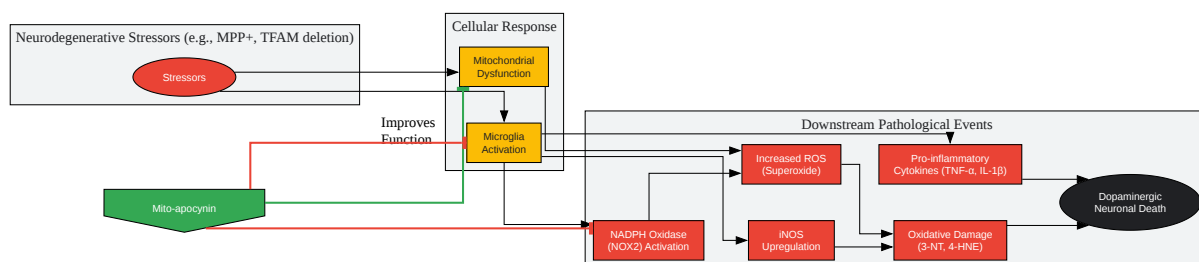 Neurodegenerative Stressors (e.g., MPP+, TFAM deletion)
Stressors
Cellular Response
Mitochondrial
Dysfunction
Microglia
Activation
Improves
Function
Mito-apocynin
Downstream Pathological Events
Increased ROS
(Superoxide)
Pro-inflammatory
Cytokines (TNF-α, IL-1β)
NADPH Oxidase
(NOX2) Activation
iNOS
Upregulation
Oxidative Damage
(3-NT, 4-HNE)
Dopaminergic
Neuronal Death